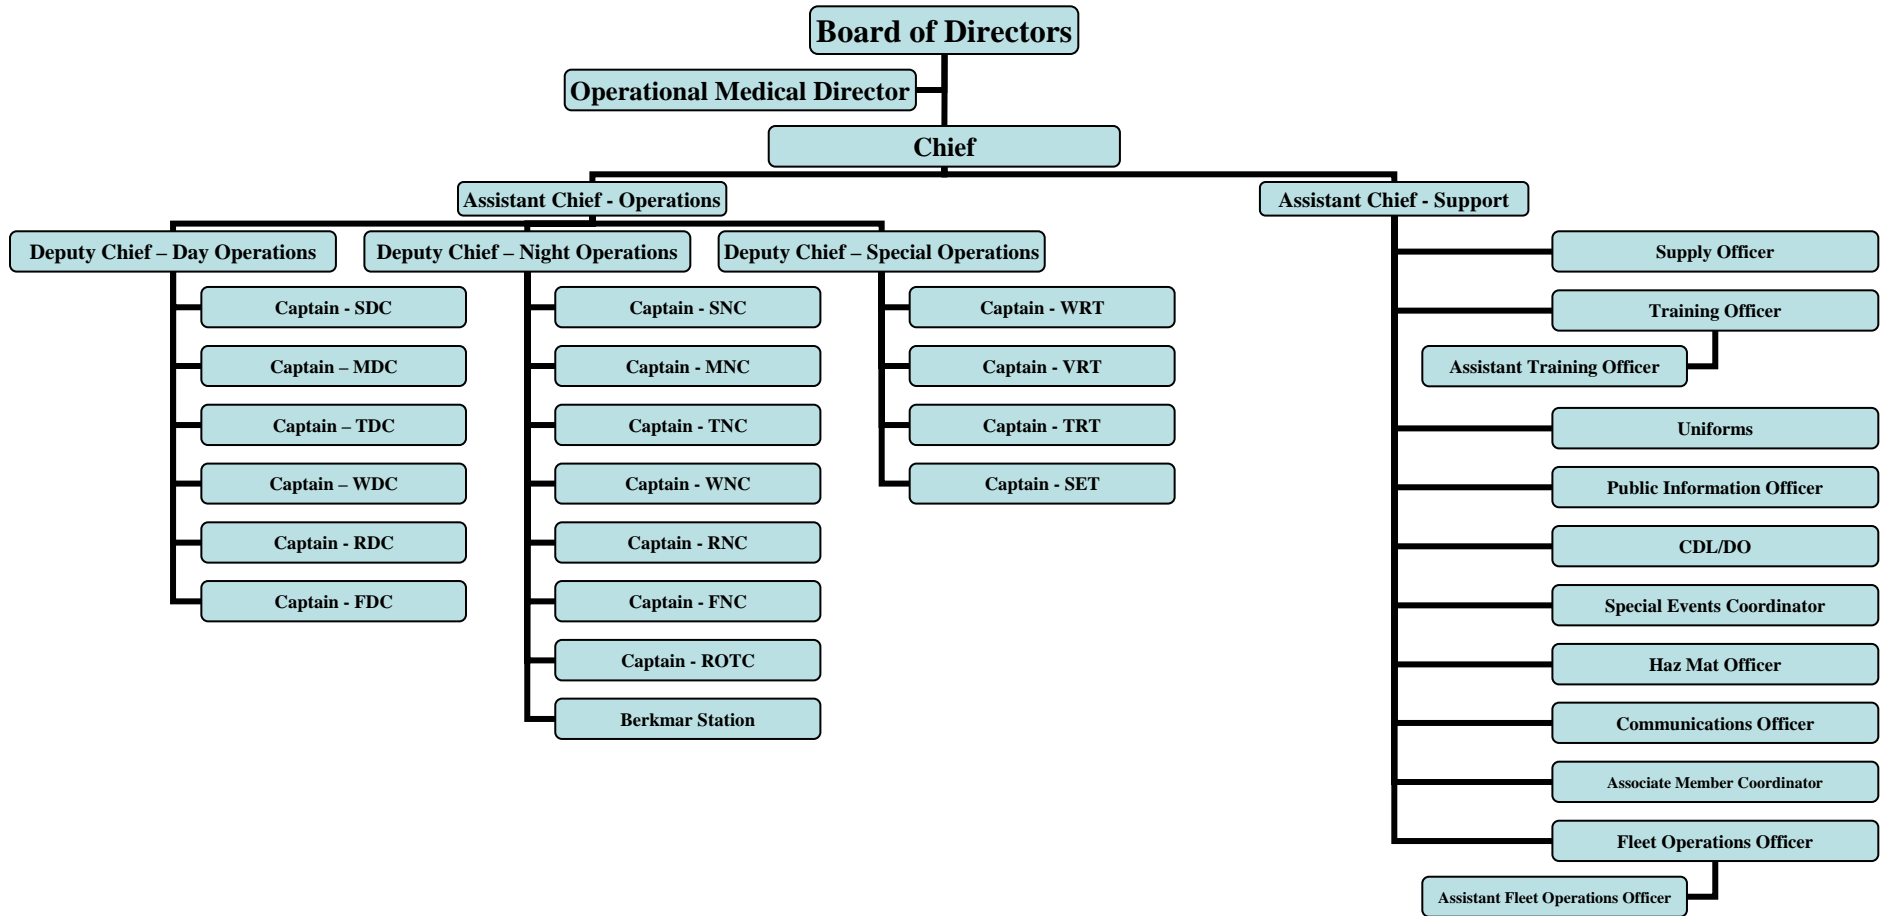 Board of Directors
Operational Medical Director
Chief
Assistant Chief - Operations
Assistant Chief - Support
Deputy Chief – Day Operations
Deputy Chief – Night Operations
Deputy Chief – Special Operations
Captain - SDC
Captain – MDC
Captain – TDC
Captain – WDC
Captain - RDC
Captain - FDC
Captain - SNC
Captain - MNC
Captain - TNC
Captain - WNC
Captain - RNC
Captain - FNC
Captain - ROTC
Berkmar Station
Captain - WRT
Captain - VRT
Captain - TRT
Captain - SET
Supply Officer
Training Officer
Assistant Training Officer
Uniforms
Public Information Officer
CDL/DO
Special Events Coordinator
Haz Mat Officer
Communications Officer
Associate Member Coordinator
Fleet Operations Officer
Assistant Fleet Operations Officer